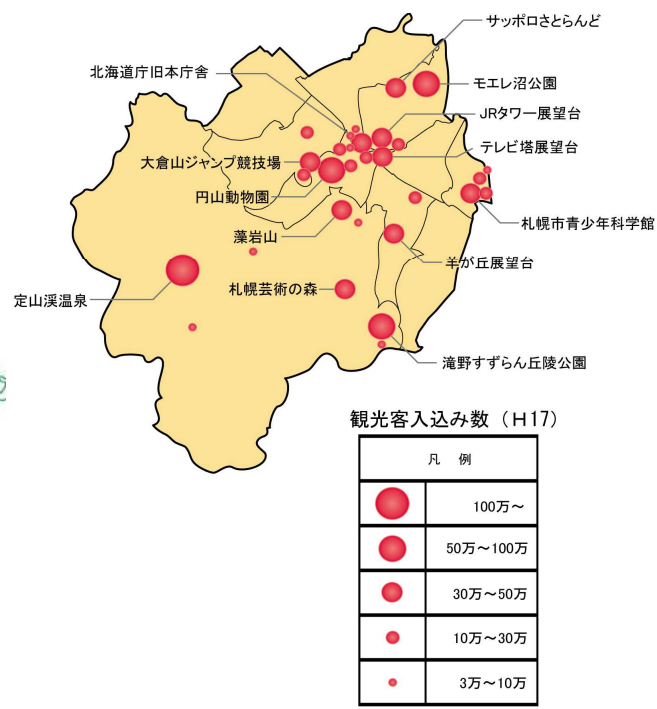 サッポロさとらんど
北海道庁旧本庁舎
モエレ沼公園
JRタワー展望台
テレビ塔展望台
大倉山ジャンプ競技場
円山動物園
札幌市青少年科学館
藻岩山
羊が丘展望台
定山渓温泉
札幌芸術の森
滝野すずらん丘陵公園
観光客入込み数（H17）
凡 例
100万～
50万～100万
30万～50万
10万～30万
3万～10万